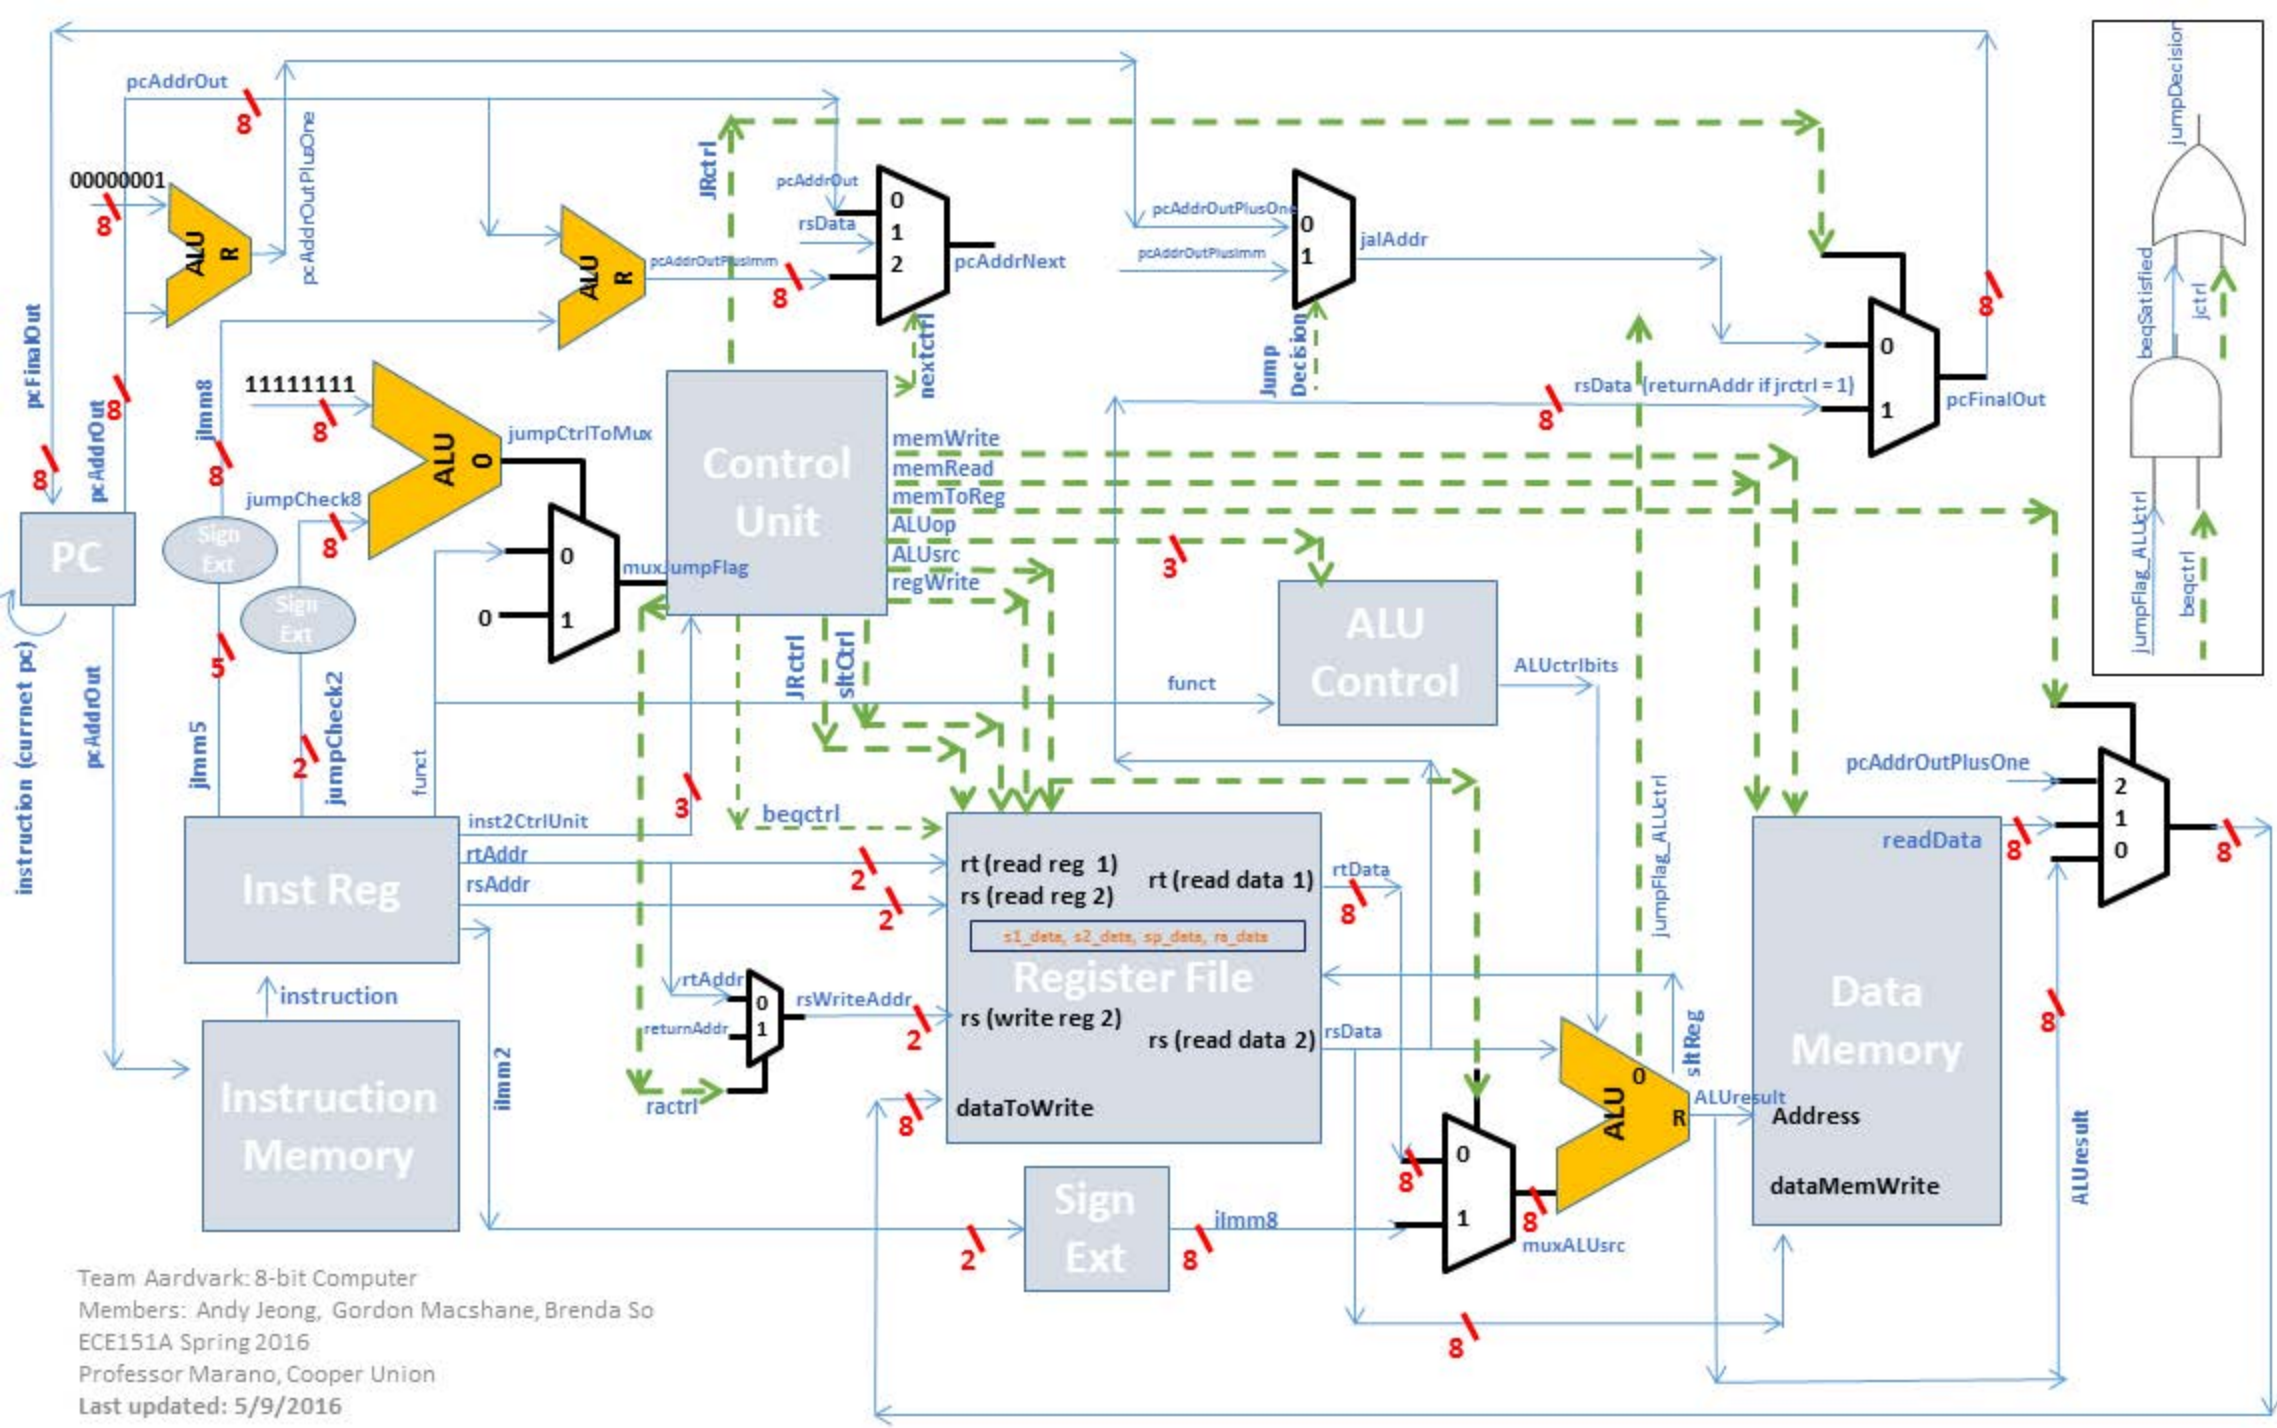 pcAddrOut
8
pcAddrOutPlusOne
00000001
8
ALU
R
pcFinalOut
8
pcAddrOut
8
jImm8
8
ALU
R
pcAddrOutPlusImm
8
JRctrl
pcAddrOut
rsData
0
1
2
pcAddrNext
nextctrl
pcAddrOutPlusOne
pcAddrOutPlusImm
0
1
jalAddr
Jump
Decision
rsData (returnAddr if jrctrl = 1)
8
0
1
pcFinalOut
8
jumpDecision
beqSatisfied
jctrl
jumpFlag_ALUctrl
beqctrl
11111111
8
jumpCheck8
8
ALU
0
jumpCtrlToMux
0
0
1
muxJumpFlag
Control
Unit
memWrite
memRead
memToReg
ALUop
ALUsrc
regWrite
3
PC
Sign
Ext
Sign
Ext
5
2
jImm5
jumpCheck2
instruction (currnet pc)
pcAddrOut
funct
JRctrl
sltCtrl
funct
ALU
Control
ALUctrlbits
jumpFlag_ALUctrl
pcAddrOutPlusOne
2
1
0
8
Inst Reg
inst2CtrlUnit
3
rtAddr
rsAddr
2
2
beqctrl
rt (read reg 1)
rs (read reg 2)
rt (read data 1)
s1_data, s2_data, sp_data, ra_data
Register File
rs (write reg 2)
rs (read data 2)
dataToWrite
8
rtData
8
rsData
instruction
Instruction
Memory
iImm2
rtAddr
returnAddr
0
1
rsWriteAddr
2
ractrl
Sign
Ext
2
8
iImm8
8
0
1
8
muxALUsrc
ALU
0
R
sltReg
ALUresult
readData
8
Data
Memory
Address
dataMemWrite
8
ALUresult
8
Team Aardvark: 8-bit Computer
Members: Andy Jeong, Gordon Macshane, Brenda So
ECE151A Spring 2016
Professor Marano, Cooper Union
Last updated: 5/9/2016